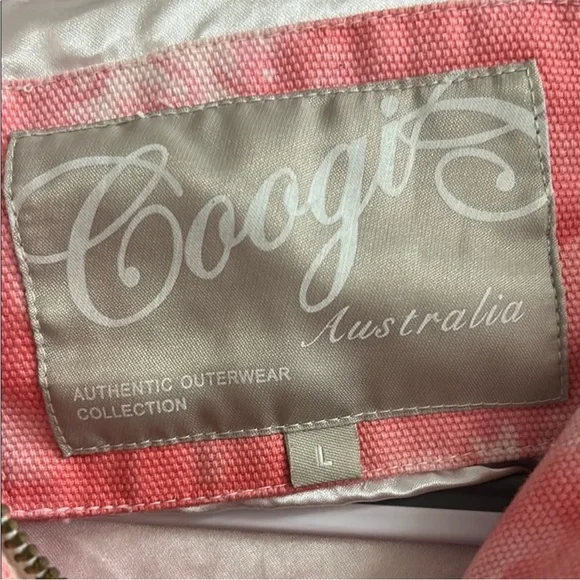 Coogi
Australia
AUTHENTIC OUTERWEAR
COLLECTION
L